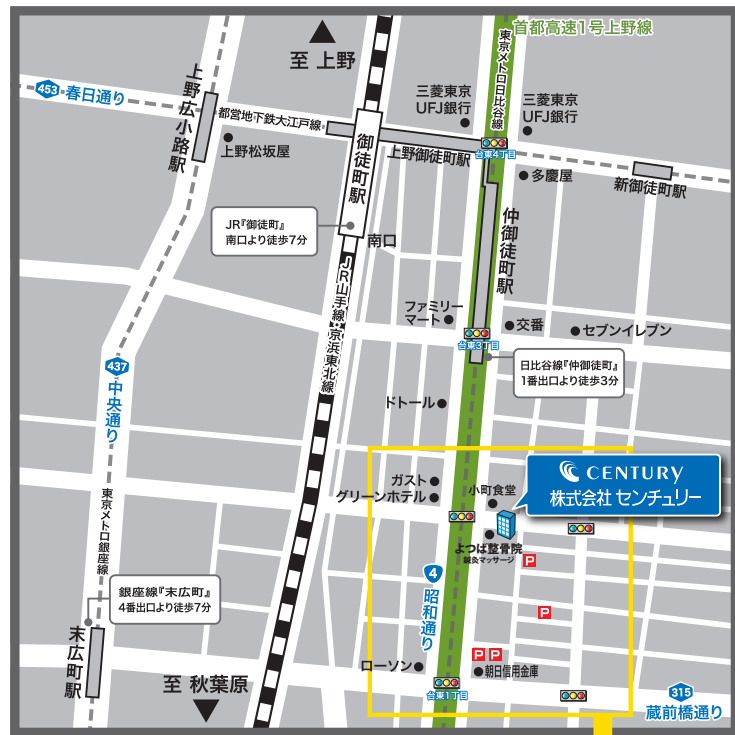 首都高速1号上野線
至 上野
東京メトロ日比谷線
三菱東京
UFJ銀行
三菱東京
UFJ銀行
453
春日通り
上野広小路駅
都営地下鉄大江戸線
上野松坂屋
御徒町駅
上野御徒町駅
台東4丁目
多慶屋
新御徒町駅
JR『御徒町』
南口より徒歩7分
南口
仲御徒町駅
JR山手線・京浜東北線
ファミリー
マート
交番
セブンイレブン
台東3丁目
日比谷線『仲御徒町』
1番出口より徒歩3分
437
中央通り
ドトール
ガスト
グリーンホテル
小町食堂
CENTURY
株式会社 センチュリー
東京メトロ銀座線
よつば整骨院
鍼灸マッサージ
P
4
昭和通り
銀座線『末広町』
4番出口より徒歩7分
P
末広町駅
P P
ローソン
朝日信用金庫
至 秋葉原
台東1丁目
315
蔵前橋通り